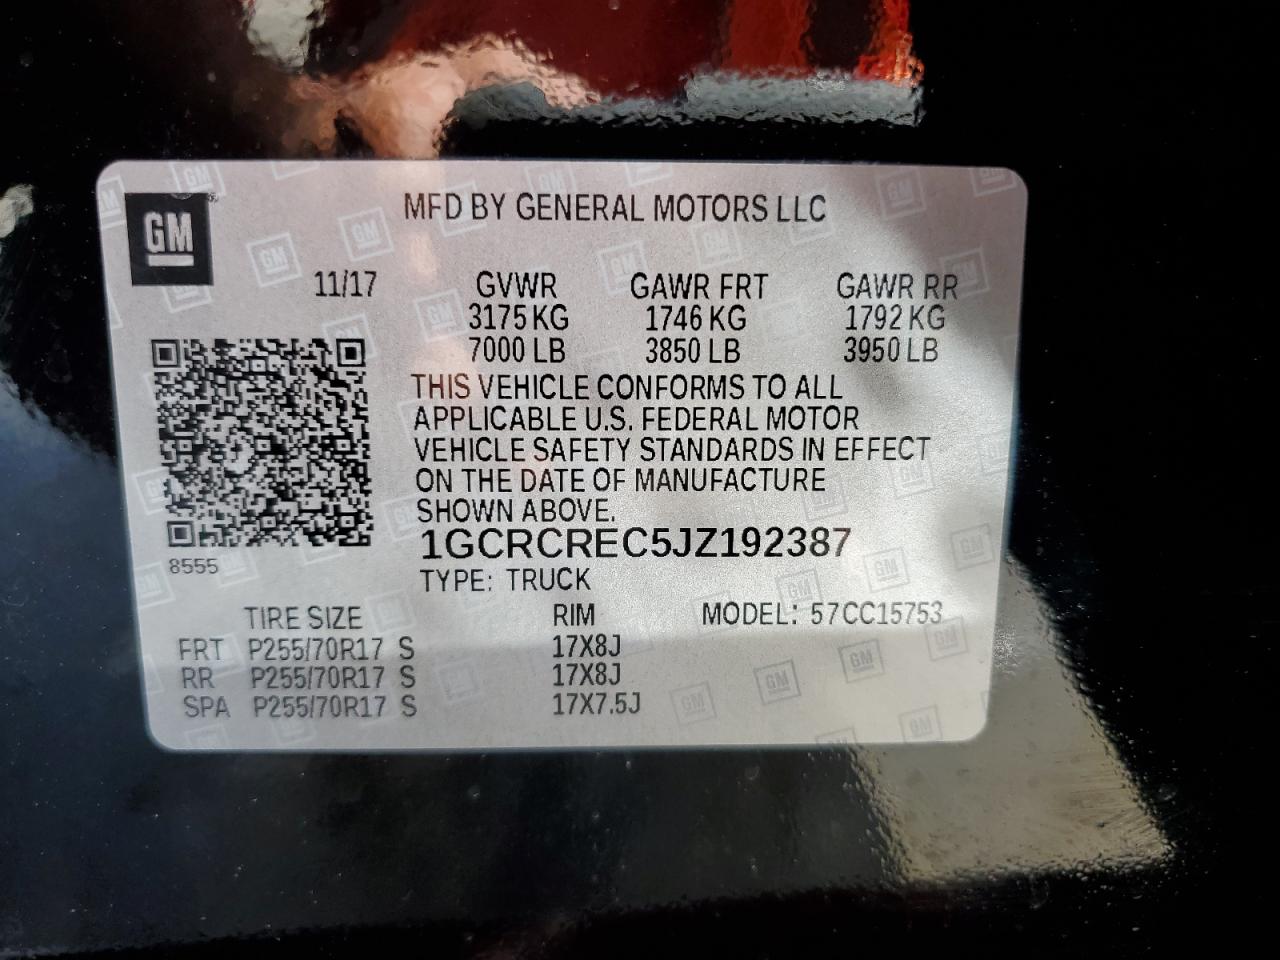 MFD BY GENERAL MOTORS LLC
GM
11/17 GVWR GAWR FRT GAWR RR
3175 KG 1746 KG 1792 KG
7000 LB 3850 LB 3950 LB
THIS VEHICLE CONFORMS TO ALL
APPLICABLE U.S. FEDERAL MOTOR
VEHICLE SAFETY STANDARDS IN EFFECT
ON THE DATE OF MANUFACTURE
SHOWN ABOVE.
1GCRCREC5JZ192387
8555
TYPE: TRUCK
TIRE SIZE RIM MODEL: 57CC15753
FRT P255/70R17 S 17X8J
RR P255/70R17 S 17X8J
SPA P255/70R17 S 17X7.5J